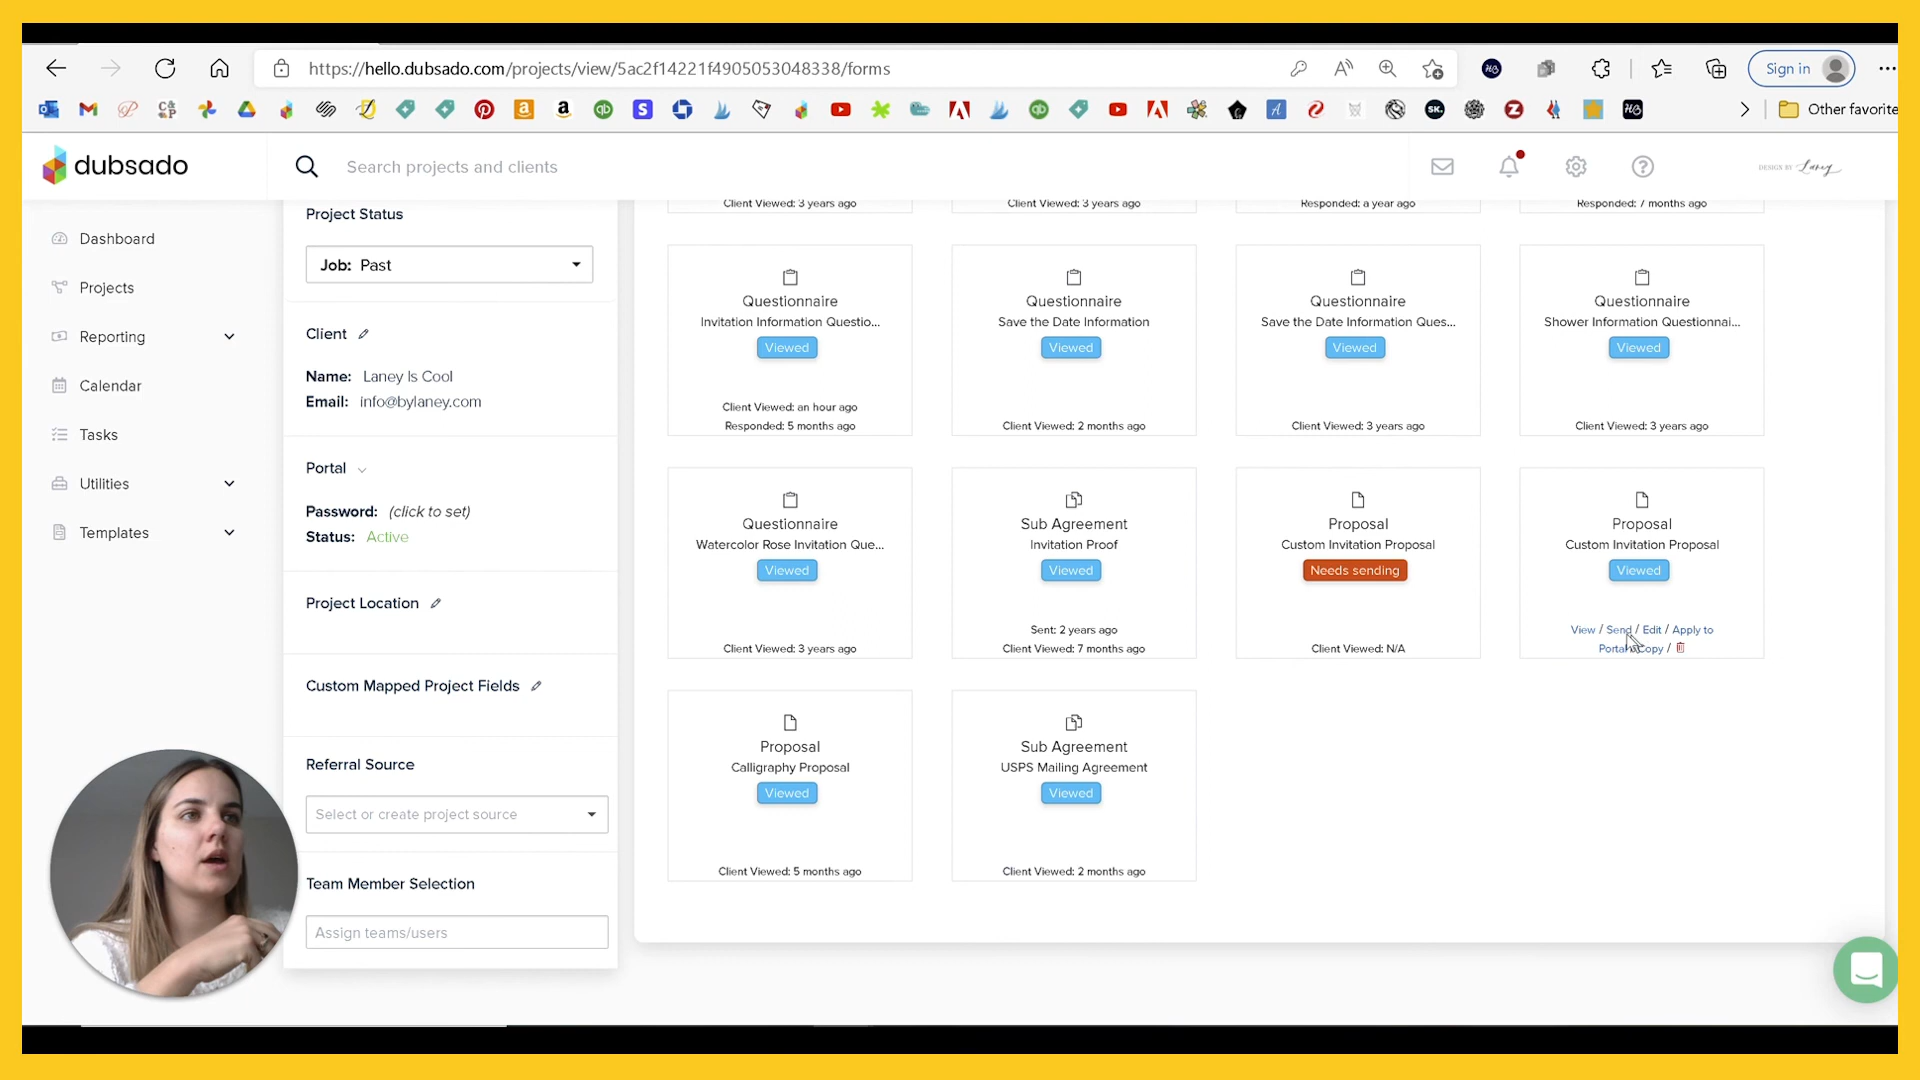 https://hello.dubsado.com/projects/view/5ac2f14221f4905053048338/forms
Sign in
Other favorite
dubsado
Search projects and clients
DESIGN BY Laney
Dashboard
Projects
Reporting
Calendar
Tasks
Utilities
Templates
Project Status
Job: Past
Client
Name: Laney Is Cool
Email: info@bylaney.com
Portal
Password: (click to set)
Status: Active
Project Location
Custom Mapped Project Fields
Referral Source
Select or create project source
Team Member Selection
Assign teams/users
Client Viewed: 3 years ago
Client Viewed: 3 years ago
Responded: a year ago
Responded: 7 months ago
Questionnaire
Invitation Information Questio...
Viewed
Client Viewed: an hour ago
Responded: 5 months ago
Questionnaire
Save the Date Information
Viewed
Client Viewed: 2 months ago
Questionnaire
Save the Date Information Ques...
Viewed
Client Viewed: 3 years ago
Questionnaire
Shower Information Questionnai...
Viewed
Client Viewed: 3 years ago
Questionnaire
Watercolor Rose Invitation Que...
Viewed
Client Viewed: 3 years ago
Sub Agreement
Invitation Proof
Viewed
Sent: 2 years ago
Client Viewed: 7 months ago
Proposal
Custom Invitation Proposal
Needs sending
Client Viewed: N/A
Proposal
Custom Invitation Proposal
Viewed
View / Send / Edit / Apply to
Portal / Copy /
Proposal
Calligraphy Proposal
Viewed
Client Viewed: 5 months ago
Sub Agreement
USPS Mailing Agreement
Viewed
Client Viewed: 2 months ago